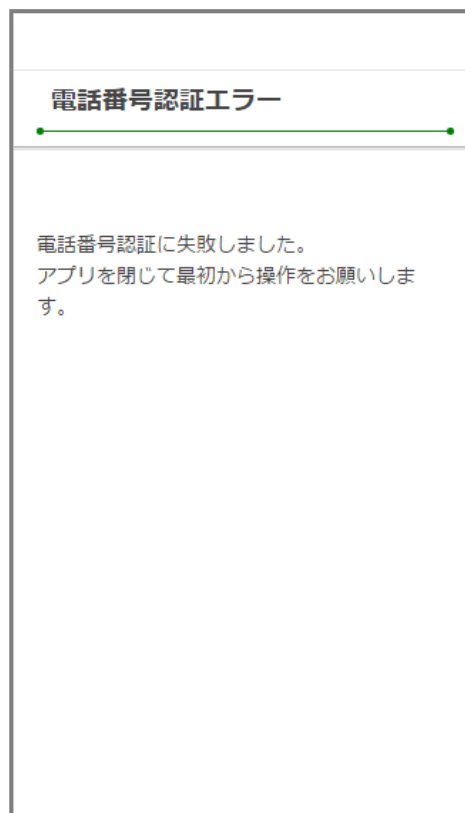 電話番号認証エラー
電話番号認証に失敗しました。
アプリを閉じて最初から操作をお願いしま
す。